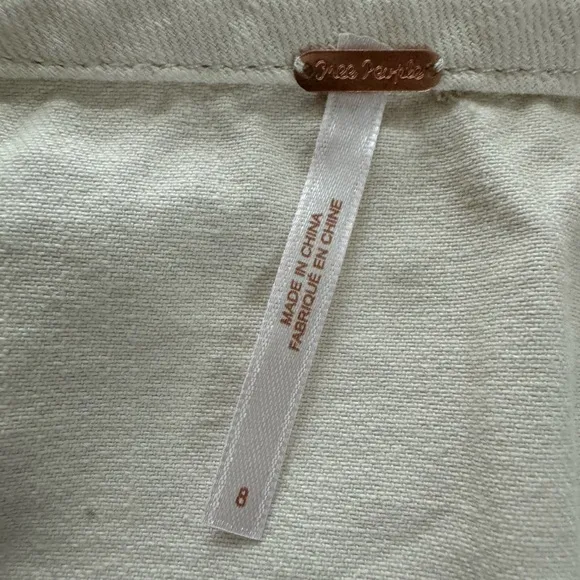 Free People
MADE IN CHINA
FABRIQUÉ EN CHINE
8